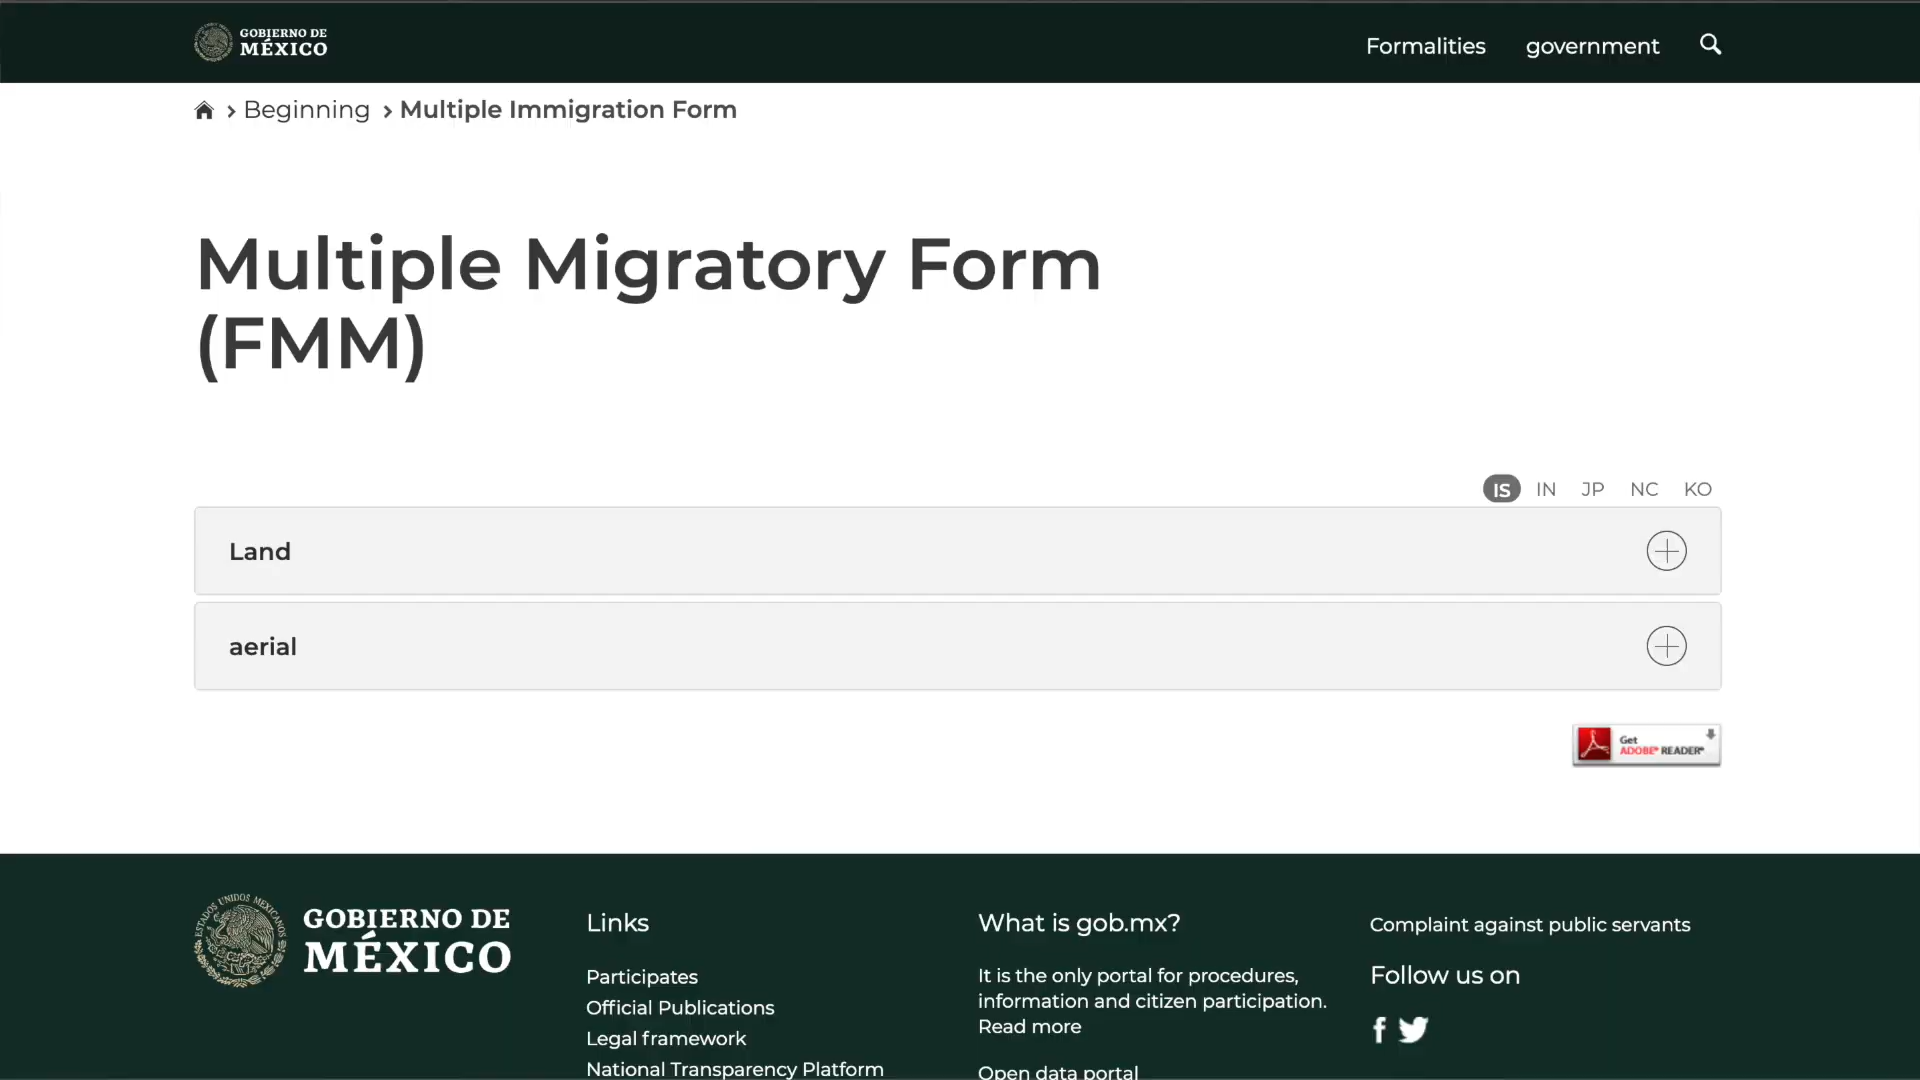 GOBIERNO DE
MÉXICO
Formalities government
Beginning Multiple Immigration Form
Multiple Migratory Form
(FMM)
IS IN JP NC KO
Land
aerial
Get
ADOBE® READER®
ESTADOS UNIDOS MEXICANOS
GOBIERNO DE
MÉXICO
Links
Participates
Official Publications
Legal framework
National Transparency Platform
What is gob.mx?
It is the only portal for procedures,
information and citizen participation.
Read more
Open data portal
Complaint against public servants
Follow us on